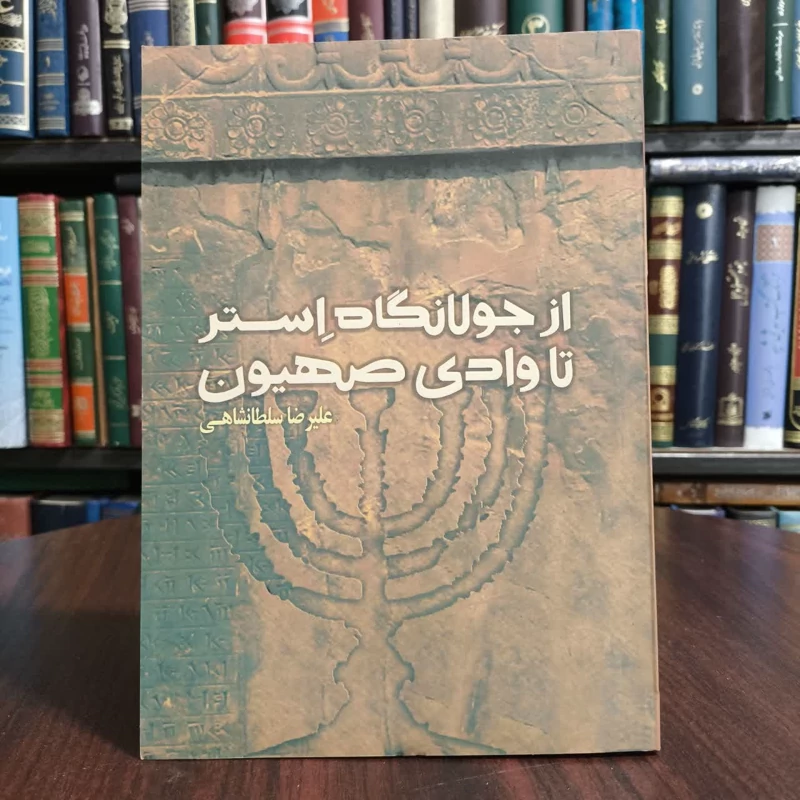 از جولانگاه اِستر
تا وادی صهیون
علیرضا سلطانشاهی